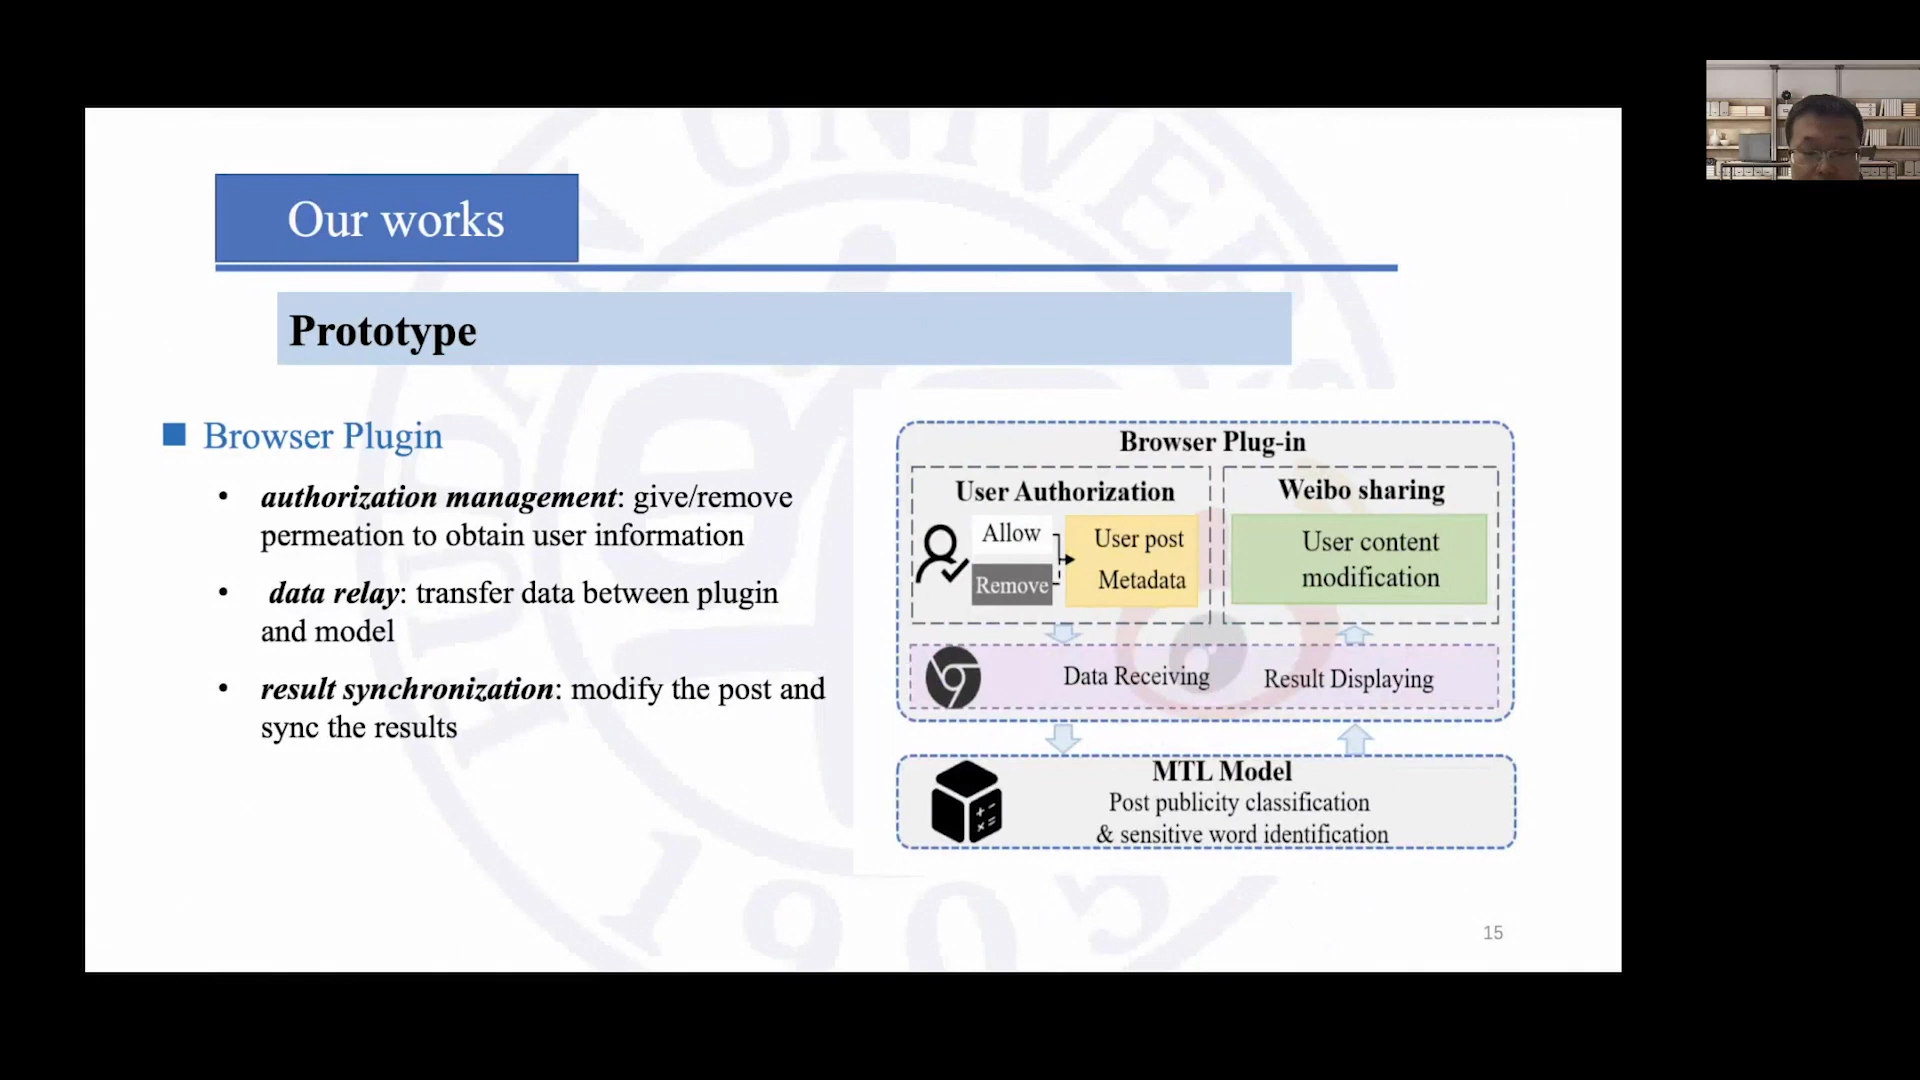 Our works
Prototype
Browser Plugin
• authorization management: give/remove
permeation to obtain user information
• data relay: transfer data between plugin
and model
• result synchronization: modify the post and
sync the results
Browser Plug-in
User Authorization
Allow
Remove
User post
Metadata
Weibo sharing
User content
modification
Data Receiving
Result Displaying
MTL Model
Post publicity classification
& sensitive word identification
15
1905